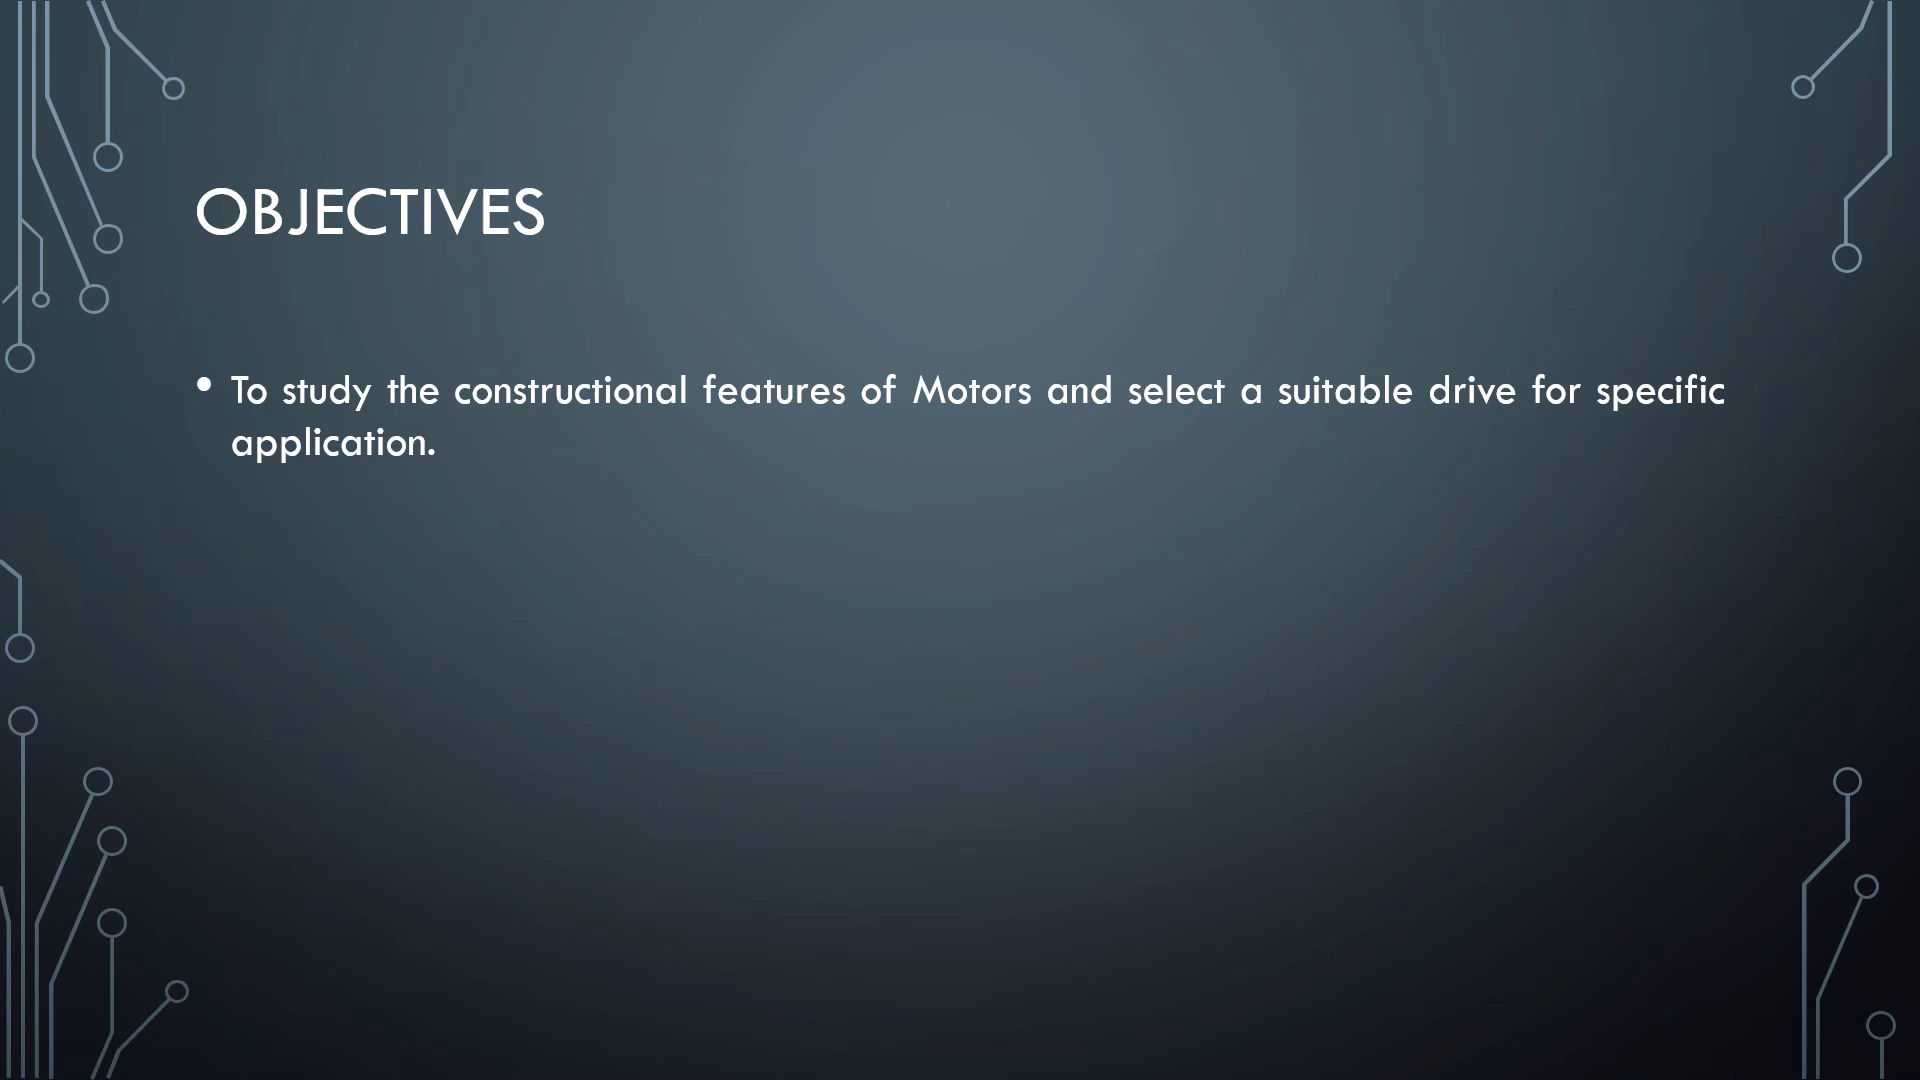 OBJECTIVES
• To study the constructional features of Motors and select a suitable drive for specific
application.